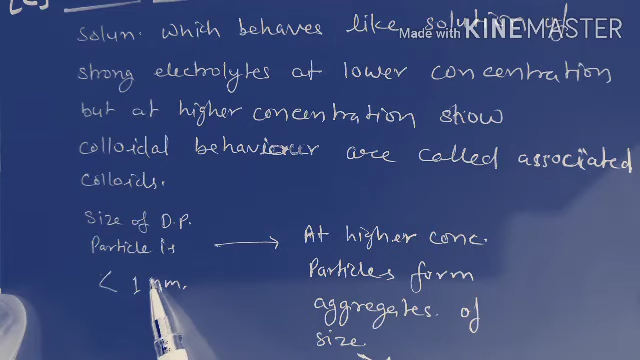 Made with KINEMASTER
Solun. which behaves like solution of
strong electrolytes at lower concentration
but at higher concentration show
colloidal behaviour are called associated
colloids.
Size of D.P.
Particle is
< 1 nm.
At higher conc.
Particles form
aggregates of
size.